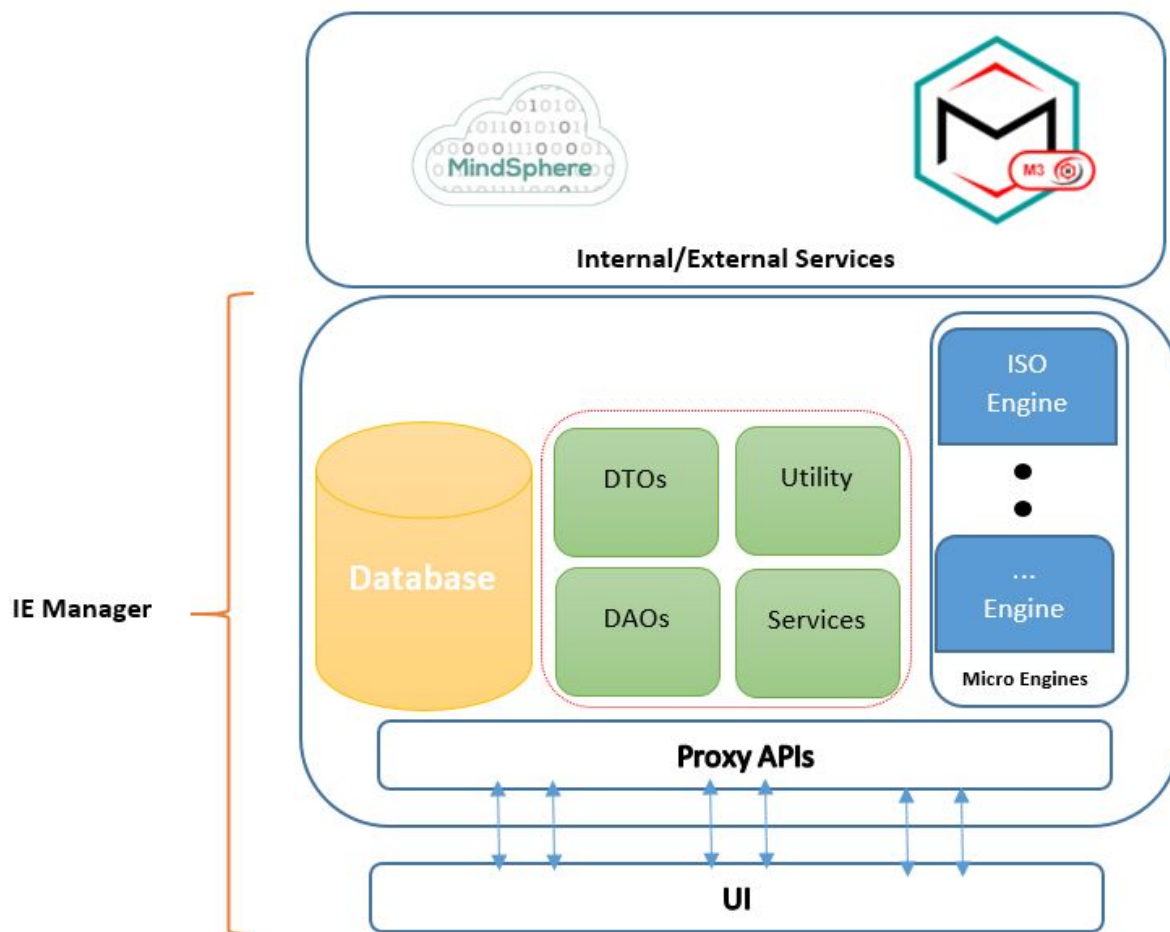 MindSphere
M3
Internal/External Services
ISO
Engine
DTOs
Utility
Database
...
Engine
IE Manager
DAOs
Services
Micro Engines
Proxy APIs
UI